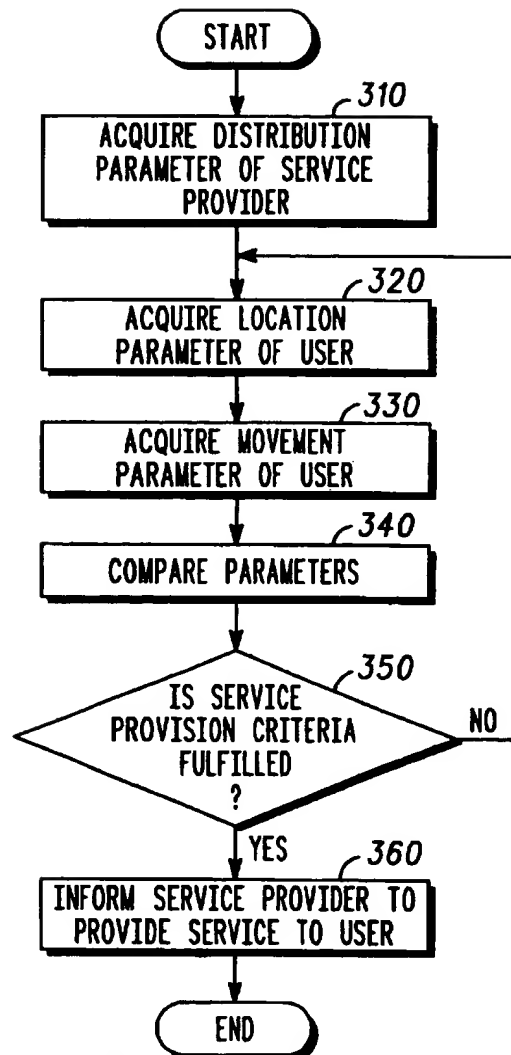 START
310
ACQUIRE DISTRIBUTION
PARAMETER OF SERVICE
PROVIDER
320
ACQUIRE LOCATION
PARAMETER OF USER
330
ACQUIRE MOVEMENT
PARAMETER OF USER
340
COMPARE PARAMETERS
350
IS SERVICE
PROVISION CRITERIA
FULFILLED
?
NO
YES
360
INFORM SERVICE PROVIDER TO
PROVIDE SERVICE TO USER
END